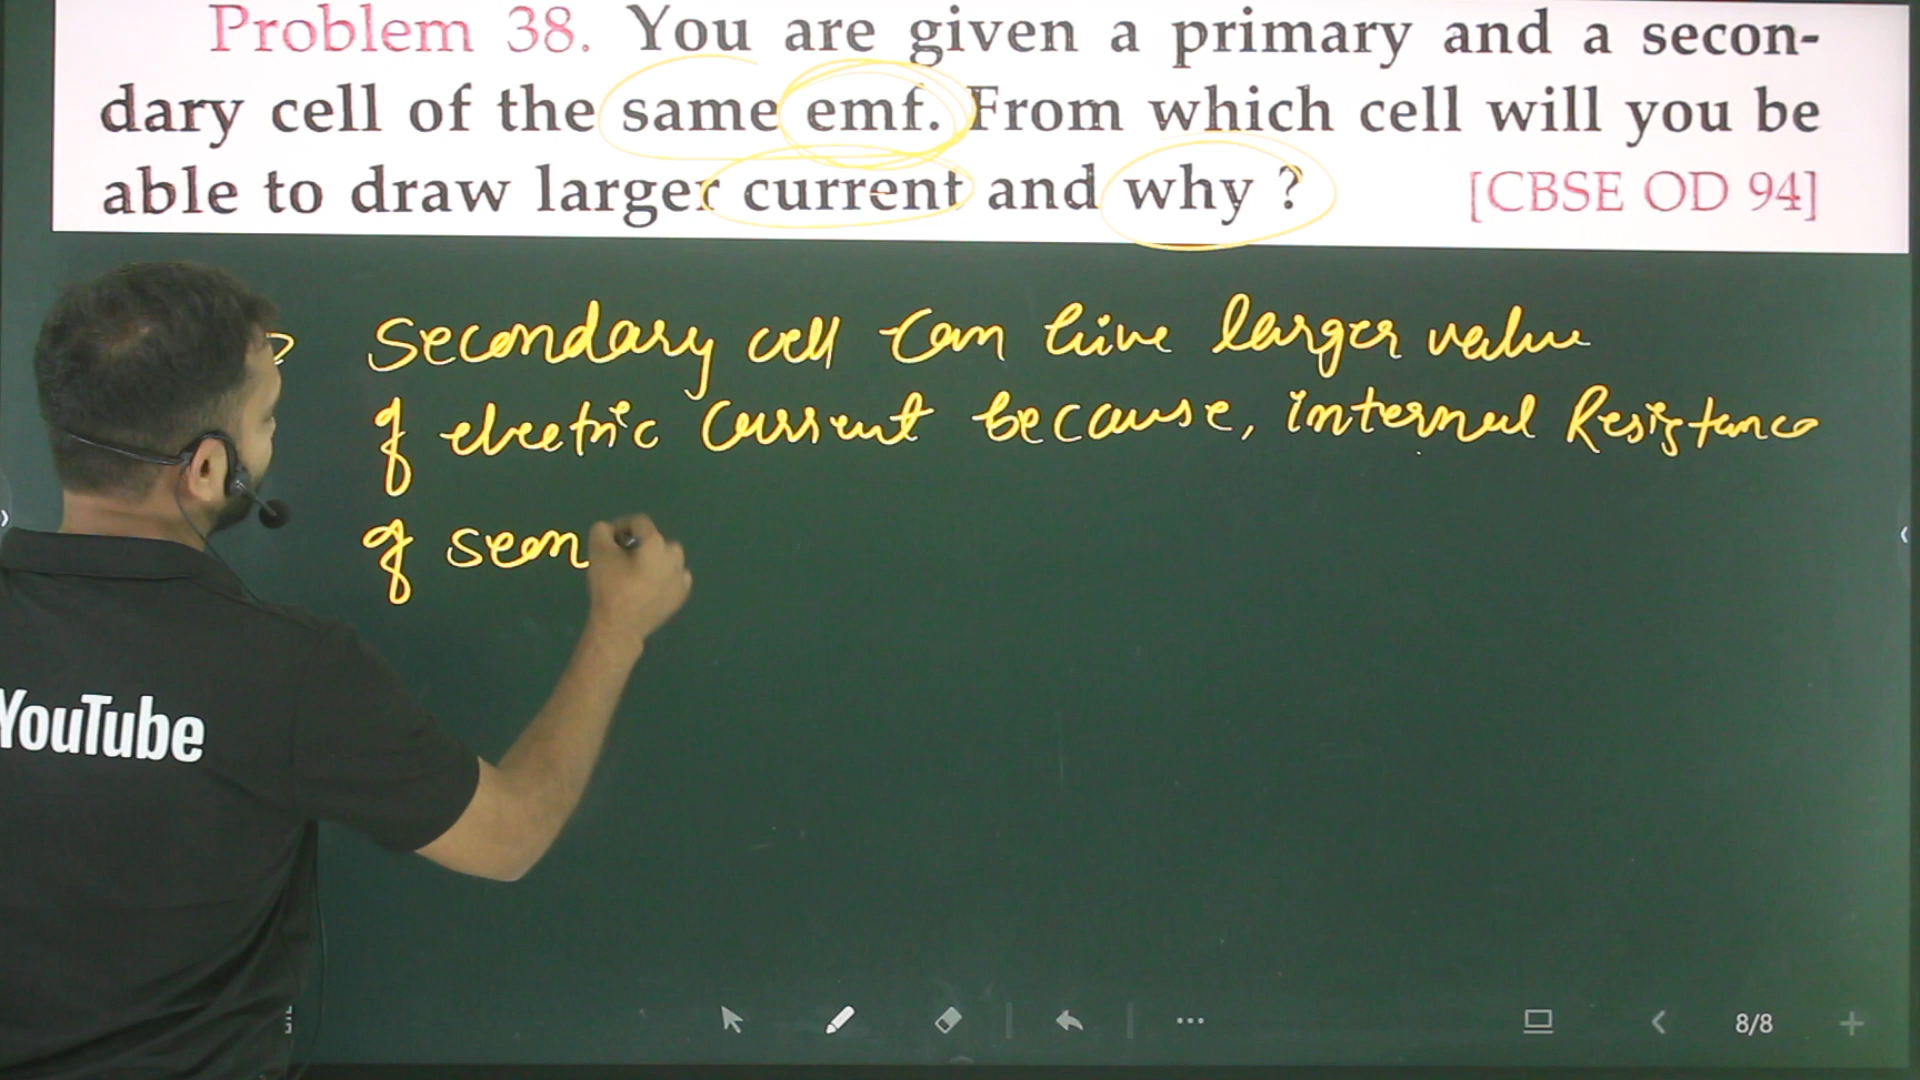 Problem 38. You are given a primary and a secon-
dary cell of the same emf. From which cell will you be
able to draw larger current and why ? [CBSE OD 94]
Secondary cell can give larger value
of electric current because, internal Resistance
of secon
YouTube
8/8